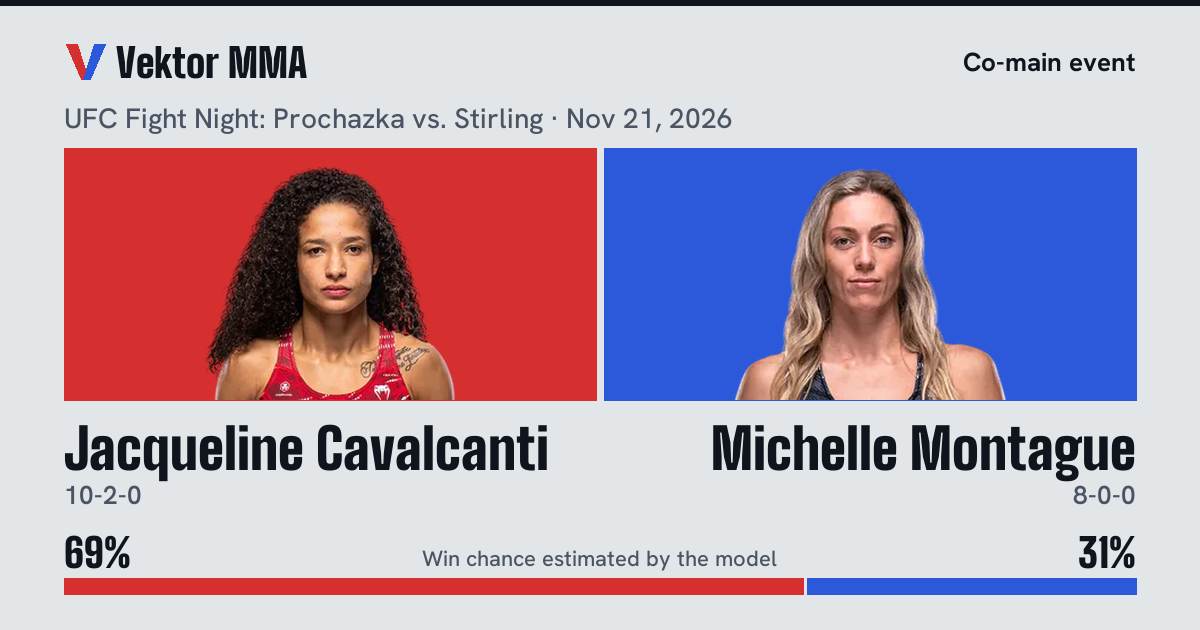 Vektor MMA
Co-main event
UFC Fight Night: Prochazka vs. Stirling · Nov 21, 2026
Jacqueline Cavalcanti
Michelle Montague
10-2-0
8-0-0
69%
Win chance estimated by the model
31%